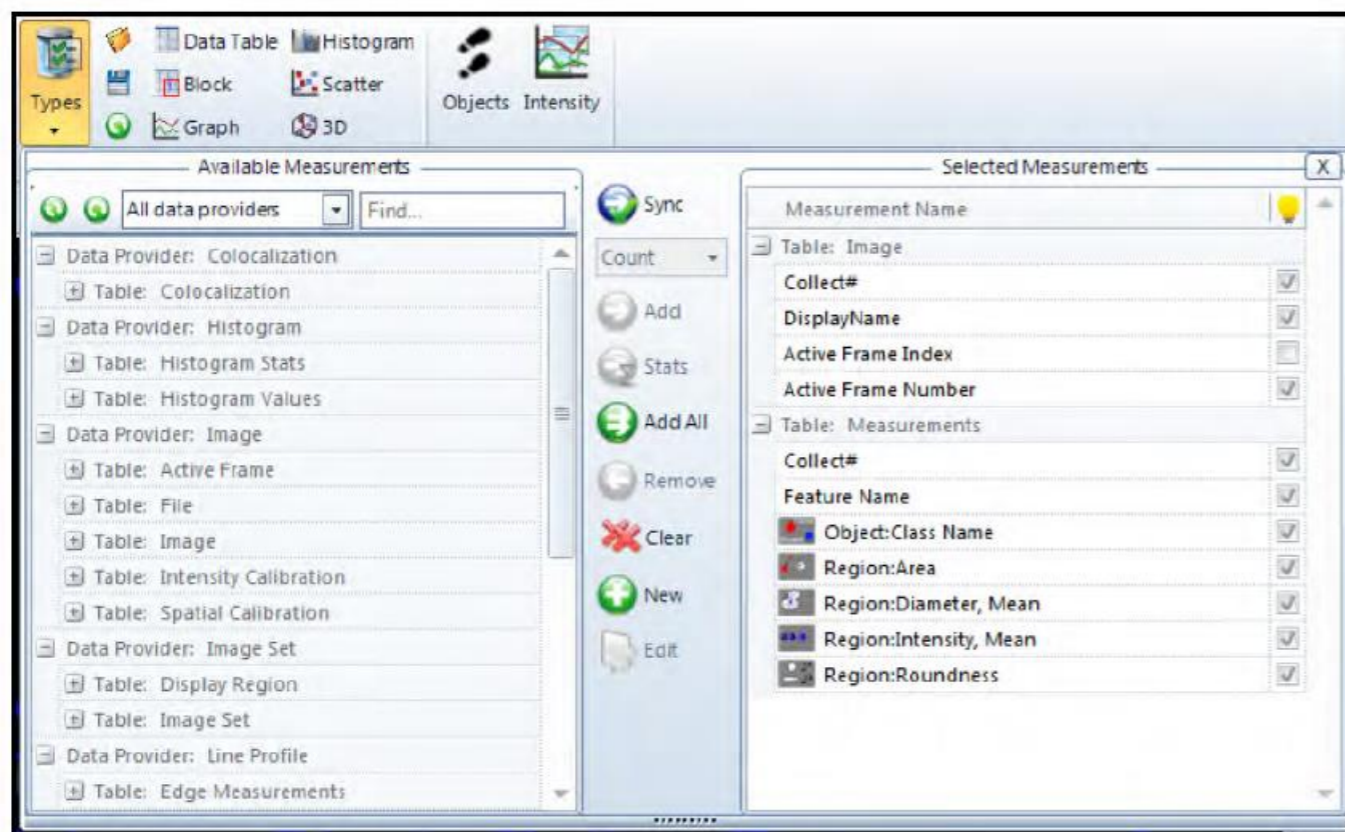 Types
Data Table
Histogram
Block
Scatter
Graph
3D
Objects
Intensity
Available Measurements
All data providers
Find...
Data Provider: Colocalization
Table: Colocalization
Data Provider: Histogram
Table: Histogram Stats
Table: Histogram Values
Data Provider: Image
Table: Active Frame
Table: File
Table: Image
Table: Intensity Calibration
Table: Spatial Calibration
Data Provider: Image Set
Table: Display Region
Table: Image Set
Data Provider: Line Profile
Table: Edge Measurements
Sync
Count
Add
Stats
Add All
Remove
Clear
New
Edit
Selected Measurements
X
Measurement Name
Table: Image
Collect#
DisplayName
Active Frame Index
Active Frame Number
Table: Measurements
Collect#
Feature Name
Object:Class Name
Region:Area
Region:Diameter, Mean
Region:Intensity, Mean
Region:Roundness